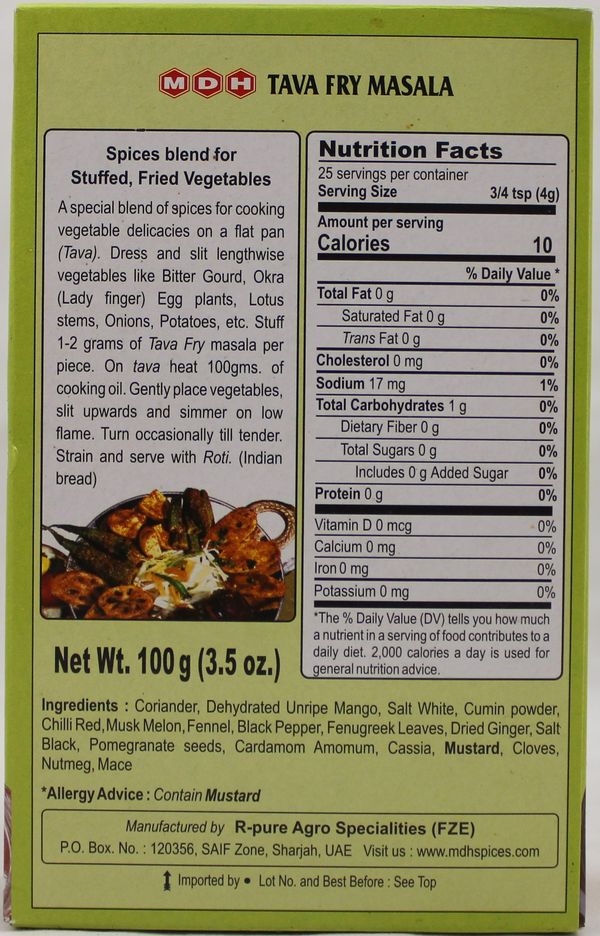 MDH TAVA FRY MASALA
Spices blend for
Stuffed, Fried Vegetables
A special blend of spices for cooking
vegetable delicacies on a flat pan
(Tava). Dress and slit lengthwise
vegetables like Bitter Gourd, Okra
(Lady finger) Egg plants, Lotus
stems, Onions, Potatoes, etc. Stuff
1-2 grams of Tava Fry masala per
piece. On tava heat 100gms. of
cooking oil. Gently place vegetables,
slit upwards and simmer on low
flame. Turn occasionally till tender.
Strain and serve with Roti. (Indian
bread)
Net Wt. 100 g (3.5 oz.)
Nutrition Facts
25 servings per container
Serving Size 3/4 tsp (4g)
Amount per serving
Calories 10
% Daily Value *
Total Fat 0 g 0%
Saturated Fat 0 g 0%
Trans Fat 0 g 0%
Cholesterol 0 mg 0%
Sodium 17 mg 1%
Total Carbohydrates 1 g 0%
Dietary Fiber 0 g 0%
Total Sugars 0 g 0%
Includes 0 g Added Sugar 0%
Protein 0 g 0%
Vitamin D 0 mcg 0%
Calcium 0 mg 0%
Iron 0 mg 0%
Potassium 0 mg 0%
*The % Daily Value (DV) tells you how much
a nutrient in a serving of food contributes to a
daily diet. 2,000 calories a day is used for
general nutrition advice.
Ingredients : Coriander, Dehydrated Unripe Mango, Salt White, Cumin powder,
Chilli Red, Musk Melon, Fennel, Black Pepper, Fenugreek Leaves, Dried Ginger, Salt
Black, Pomegranate seeds, Cardamom Amomum, Cassia, Mustard, Cloves,
Nutmeg, Mace
*Allergy Advice : Contain Mustard
Manufactured by R-pure Agro Specialities (FZE)
P.O. Box. No. : 120356, SAIF Zone, Sharjah, UAE Visit us : www.mdhspices.com
Imported by • Lot No. and Best Before : See Top